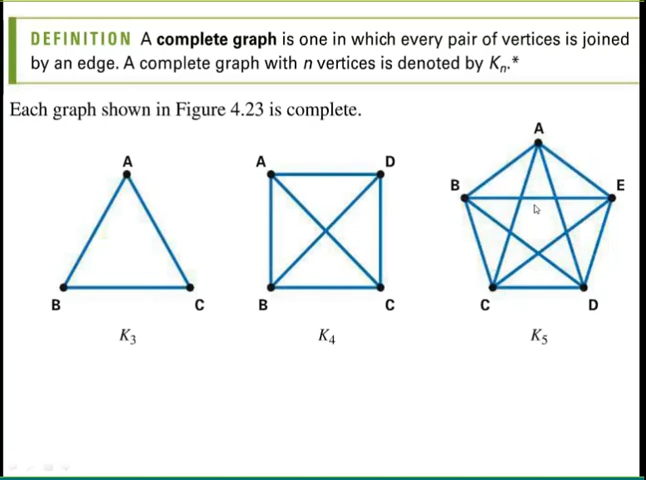 DEFINITION A complete graph is one in which every pair of vertices is joined
by an edge. A complete graph with n vertices is denoted by Kn.*
Each graph shown in Figure 4.23 is complete.
A
B
C
K3
A
D
B
C
K4
A
B
E
C
D
K5